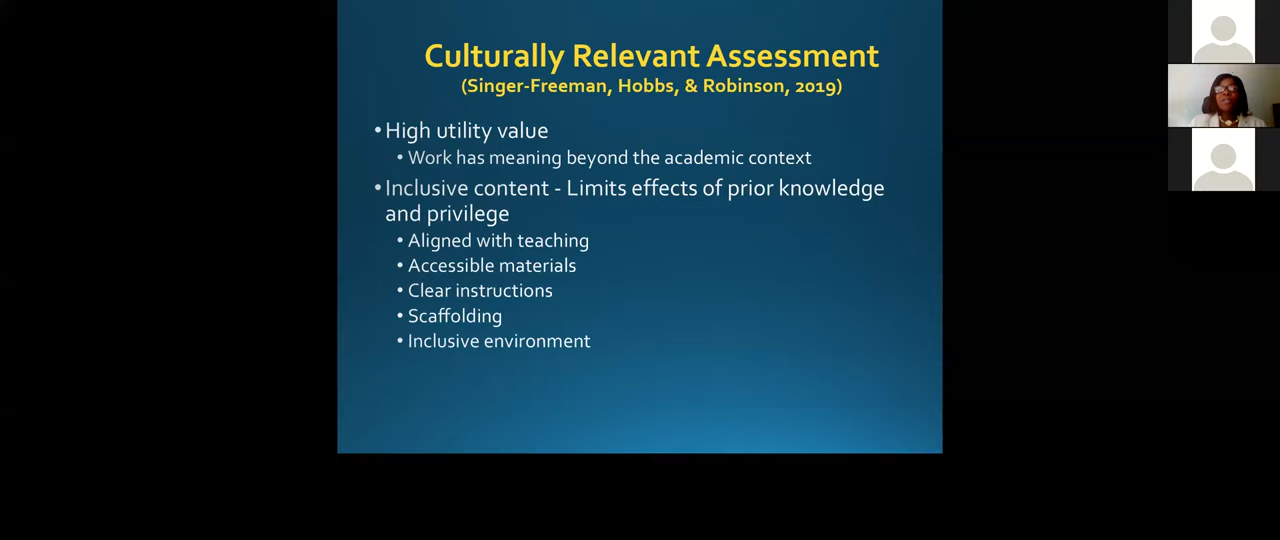 Culturally Relevant Assessment
(Singer-Freeman, Hobbs, & Robinson, 2019)
•High utility value
• Work has meaning beyond the academic context
•Inclusive content - Limits effects of prior knowledge
and privilege
• Aligned with teaching
• Accessible materials
• Clear instructions
• Scaffolding
• Inclusive environment